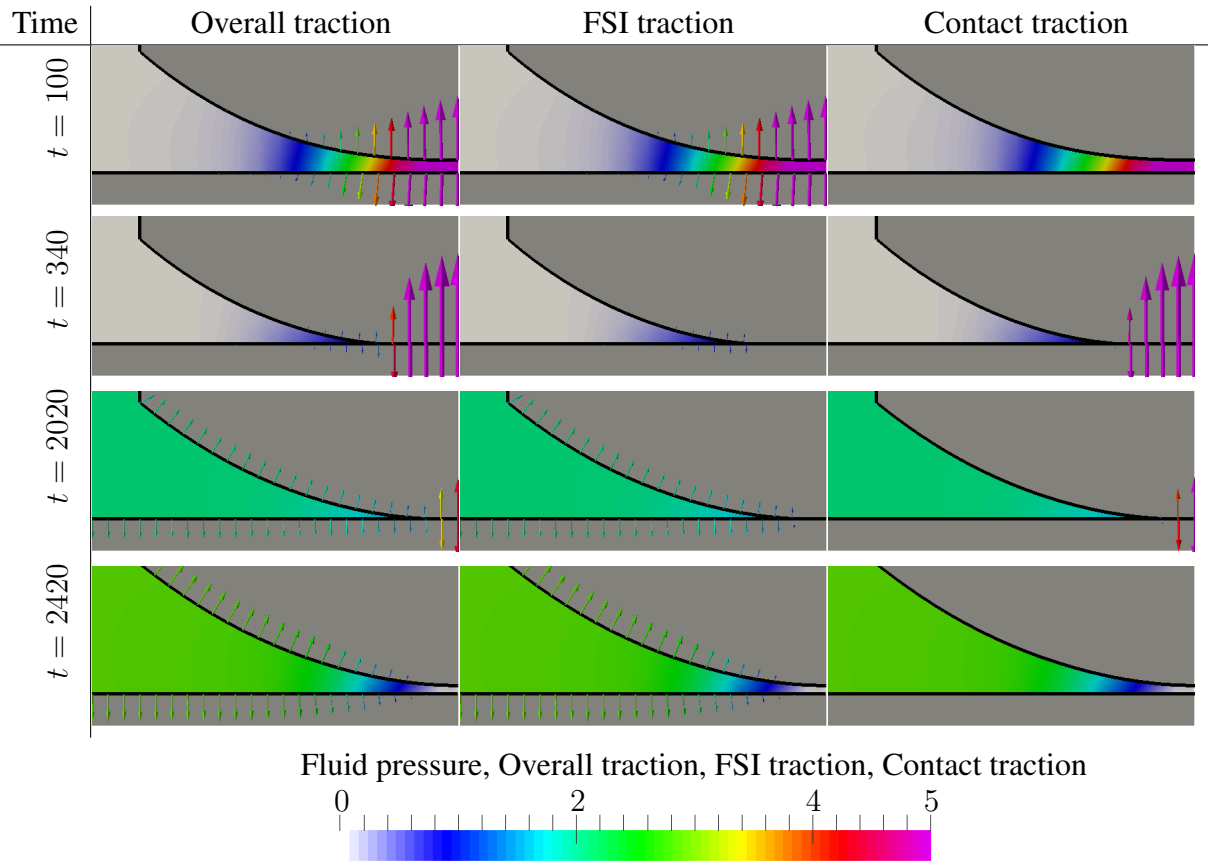 Time Overall traction FSI traction Contact traction
t = 100
t = 340
t = 2020
t = 2420
Fluid pressure, Overall traction, FSI traction, Contact traction
0 2 4 5